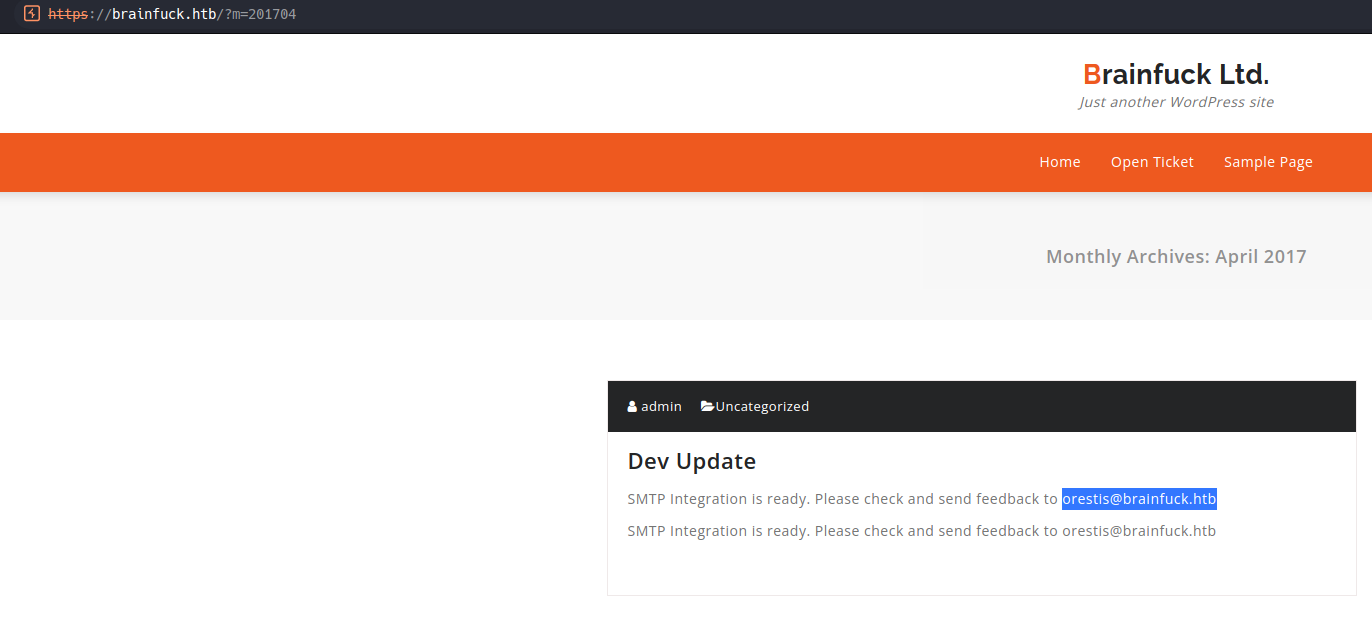 https://brainfuck.htb/?m=201704
Brainfuck Ltd.
Just another WordPress site
Home Open Ticket Sample Page
Monthly Archives: April 2017
admin Uncategorized
Dev Update
SMTP Integration is ready. Please check and send feedback to orestis@brainfuck.htb
SMTP Integration is ready. Please check and send feedback to orestis@brainfuck.htb